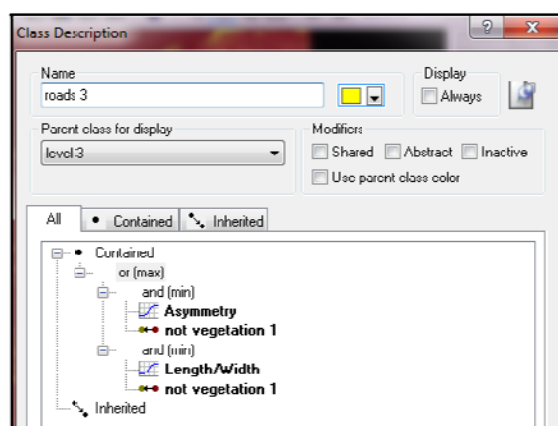 Class Description
Name
Display
roads 3
Always
Parent class for display
Modifiers
level 3
Shared
Abstract
Inactive
Use parent class color
All
Contained
Inherited
Contained
or (max)
and (min)
Asymmetry
not vegetation 1
and (min)
Length/Width
not vegetation 1
Inherited